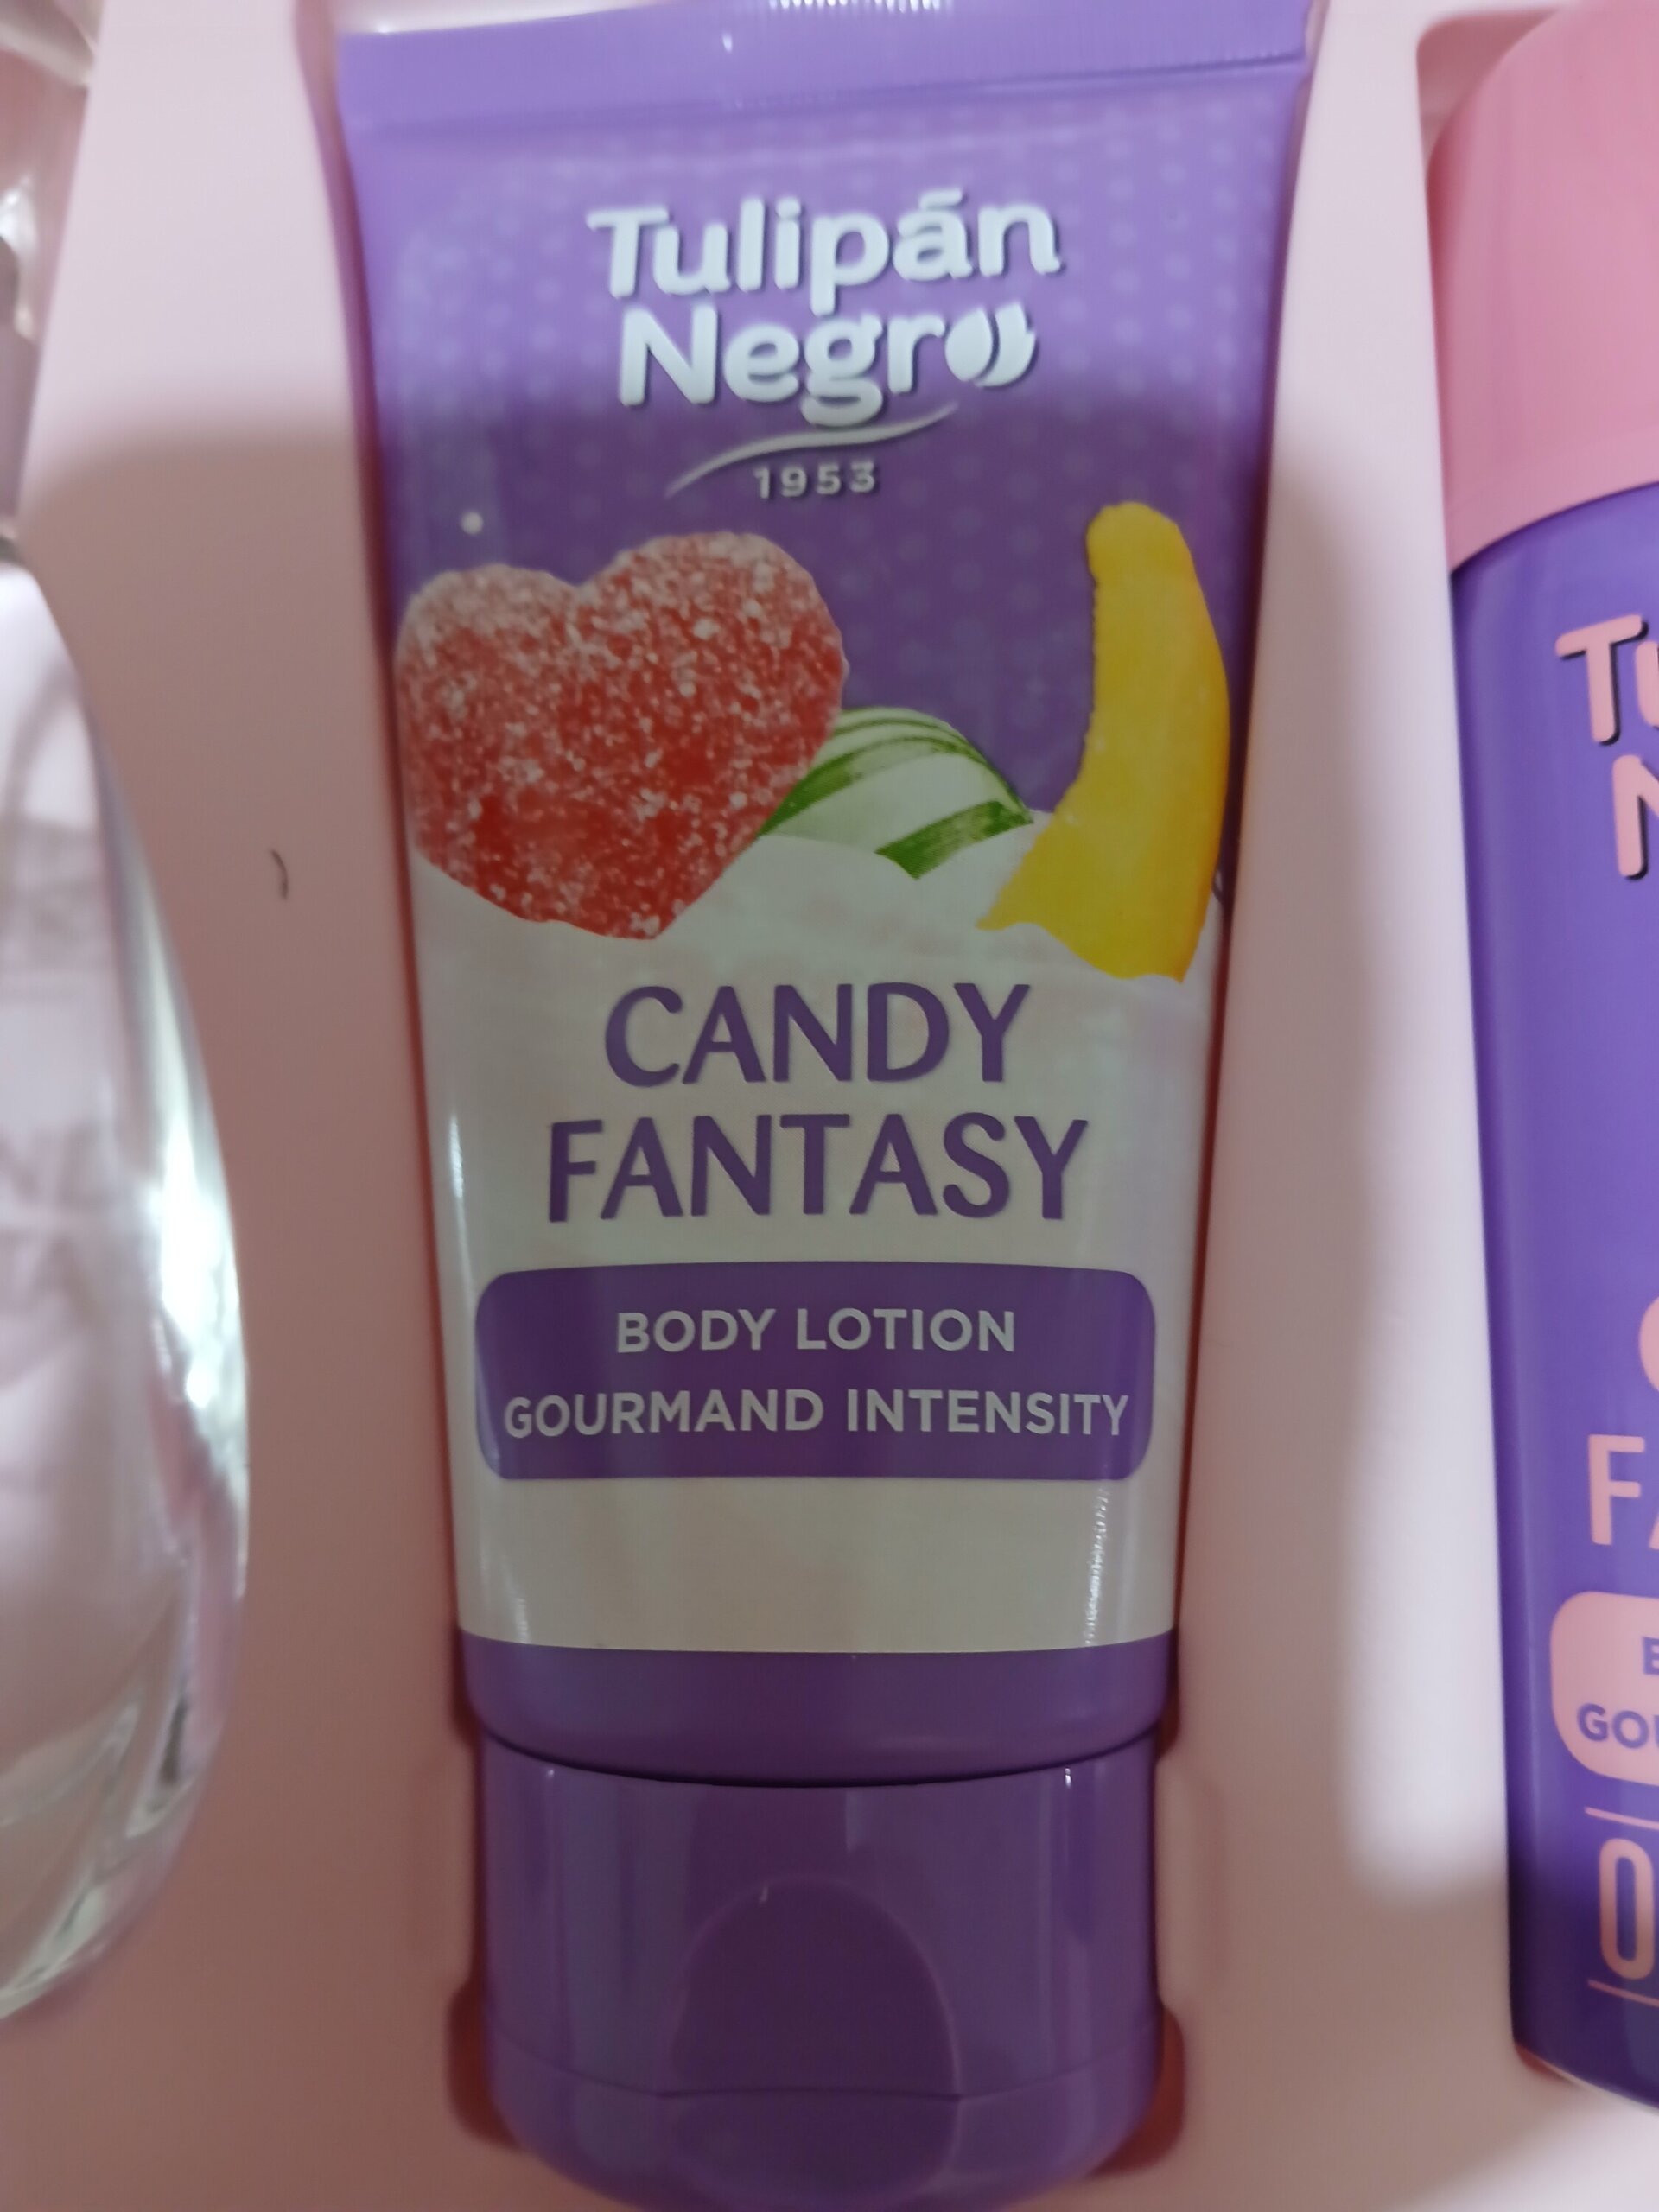 Tulipán
Negro
1953
CANDY
FANTASY
BODY LOTION
GOURMAND INTENSITY